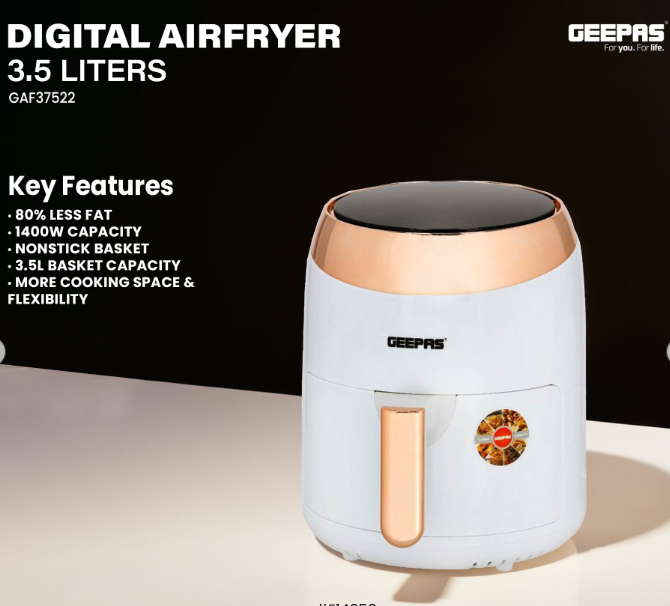 DIGITAL AIRFRYER
3.5 LITERS
GAF37522
GEEPAS
For you. For life.
Key Features
· 80% LESS FAT
· 1400W CAPACITY
· NONSTICK BASKET
· 3.5L BASKET CAPACITY
· MORE COOKING SPACE &
FLEXIBILITY
GEEPAS
GEEPAS